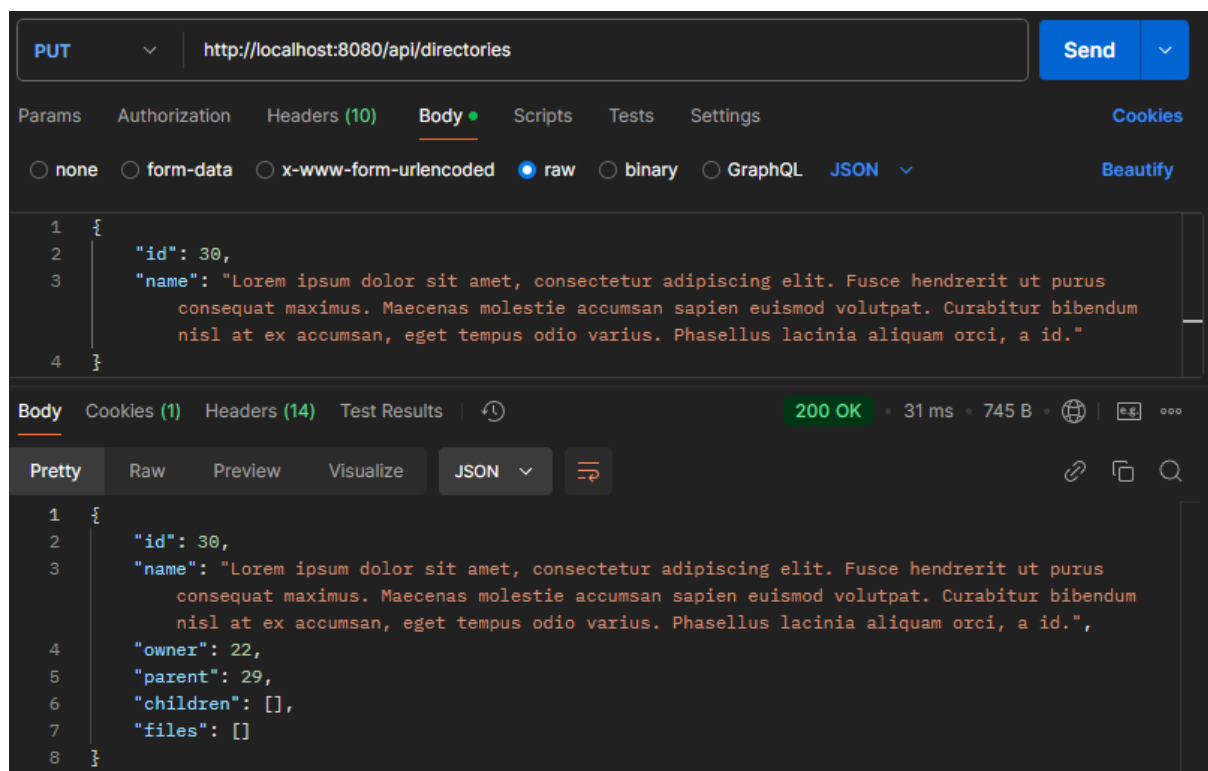 PUT http://localhost:8080/api/directories Send
Params Authorization Headers (10) Body Scripts Tests Settings Cookies
none form-data x-www-form-urlencoded raw binary GraphQL JSON Beautify
1 {
2 "id": 30,
3 "name": "Lorem ipsum dolor sit amet, consectetur adipiscing elit. Fusce hendrerit ut purus
consequat maximus. Maecenas molestie accumsan sapien euismod volutpat. Curabitur bibendum
nisl at ex accumsan, eget tempus odio varius. Phasellus lacinia aliquam orci, a id."
4 }
Body Cookies (1) Headers (14) Test Results 200 OK • 31 ms • 745 B • e.g.
Pretty Raw Preview Visualize JSON
1 {
2 "id": 30,
3 "name": "Lorem ipsum dolor sit amet, consectetur adipiscing elit. Fusce hendrerit ut purus
consequat maximus. Maecenas molestie accumsan sapien euismod volutpat. Curabitur bibendum
nisl at ex accumsan, eget tempus odio varius. Phasellus lacinia aliquam orci, a id.",
4 "owner": 22,
5 "parent": 29,
6 "children": [],
7 "files": []
8 }